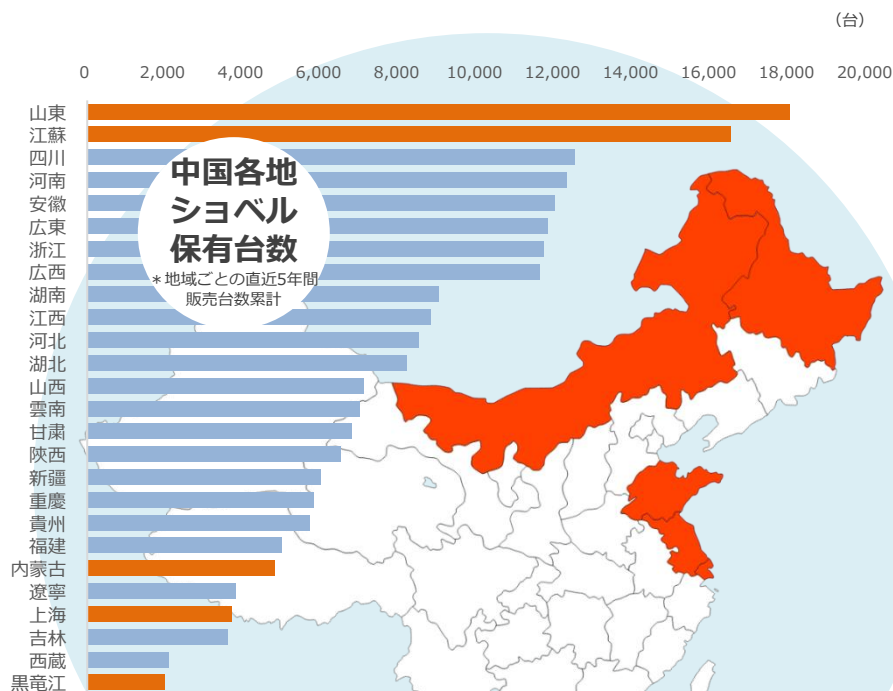 （台）
0 2,000 4,000 6,000 8,000 10,000 12,000 14,000 16,000 18,000 20,000
山東
江蘇
四川
河南
安徽
広東
浙江
広西
湖南
江西
河北
湖北
山西
雲南
甘粛
陝西
新疆
重慶
貴州
福建
内蒙古
遼寧
上海
吉林
西蔵
黒竜江
中国各地
ショベル
保有台数
＊地域ごとの直近5年間
販売台数累計